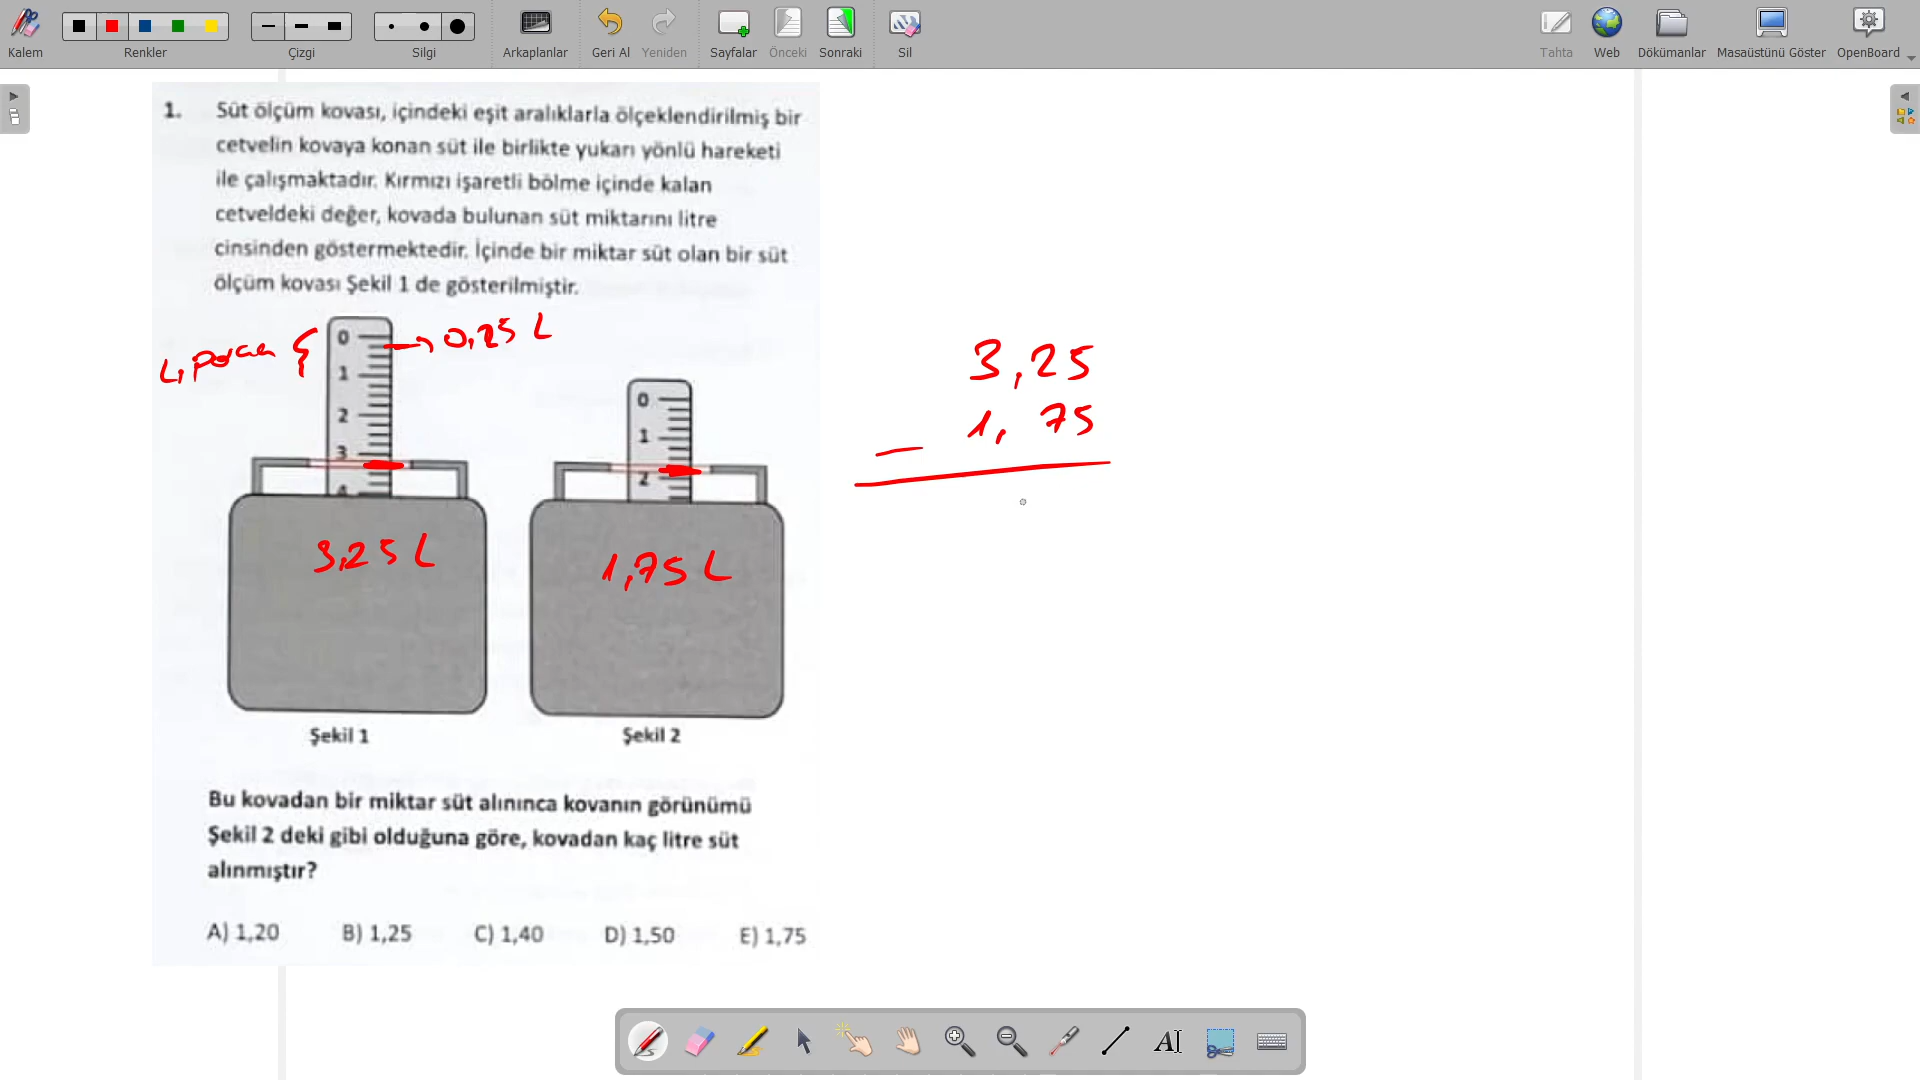 Kalem
Renkler
Çizgi
Silgi
Arkaplanlar
Geri Al
Yeniden
Sayfalar
Önceki
Sonraki
Sil
Tahta
Web
Dökümanlar
Masaüstünü Göster
OpenBoard
1. Süt ölçüm kovası, içindeki eşit aralıklarla ölçeklendirilmiş bir
cetvelin kovaya konan süt ile birlikte yukarı yönlü hareketi
ile çalışmaktadır. Kırmızı işaretli bölme içinde kalan
cetveldeki değer, kovada bulunan süt miktarını litre
cinsinden göstermektedir. İçinde bir miktar süt olan bir süt
ölçüm kovası Şekil 1 de gösterilmiştir.
0
1
2
3
4
0,25 L
3,25 L
Şekil 1
0
1
2
1,75 L
Şekil 2
3,25
1,75
Bu kovadan bir miktar süt alınınca kovanın görünümü
Şekil 2 deki gibi olduğuna göre, kovadan kaç litre süt
alınmıştır?
A) 1,20 B) 1,25 C) 1,40 D) 1,50 E) 1,75